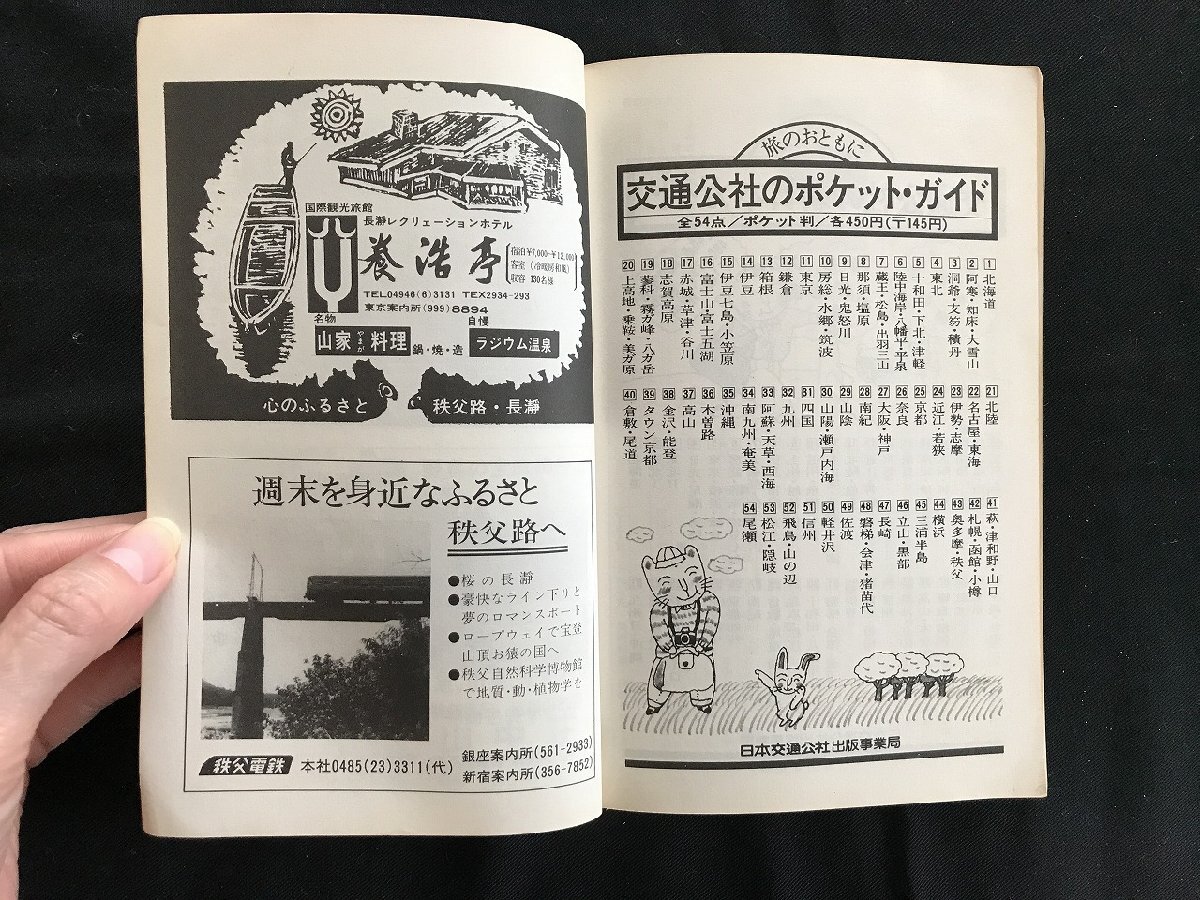 国際観光旅館
長瀞レクリェーションホテル
養浩亭
宿泊¥7,000~¥12,000
客室(冷暖房和風)
収容 130名様
TEL04946(6)3131 TEX2934-293
東京案内所(999)8894
名物
山家料理
やまが
鍋・焼・造
自慢
ラジウム温泉
心のふるさと
秩父路・長瀞
週末を身近なふるさと
秩父路へ
●桜の長瀞
●豪快なライン下りと
夢のロマンスボート
●ロープウェイで宝登
山頂お猿の国へ
●秩父自然科学博物館
で地質・動・植物学を
秩父電鉄
本社0485(23)3311(代)
銀座案内所(561-2933)
新宿案内所(356-7852)
旅のおともに
交通公社のポケット・ガイド
全54点/ポケット判/各450円(〒145円)
1 北海道
2 阿寒・知床・大雪山
3 洞爺・支笏・積丹
4 東北
5 十和田・下北・津軽
6 陸中海岸・八幡平・平泉
7 蔵王・松島・出羽三山
8 那須・塩原
9 日光・鬼怒川
10 房総・水郷・筑波
11 東京
12 鎌倉
13 箱根
14 伊豆
15 伊豆七島・小笠原
16 富士山・富士五湖
17 赤城・草津・谷川
18 志賀高原
19 蓼科・霧ガ峰・八ガ岳
20 上高地・乗鞍・美ガ原
21 北陸
22 名古屋・東海
23 伊勢・志摩
24 近江・若狭
25 京都
26 奈良
27 大阪・神戸
28 南紀
29 山陰
30 山陽・瀬戸内海
31 四国
32 九州
33 阿蘇・天草・西海
34 南九州・奄美
35 沖縄
36 木曽路
37 高山
38 金沢・能登
39 タウン京都
40 倉敷・尾道
41 萩・津和野・山口
42 札幌・函館・小樽
43 奥多摩・秩父
44 横浜
45 三浦半島
46 立山・黒部
47 長崎
48 磐梯・会津・猪苗代
49 佐渡
50 軽井沢
51 信州
52 飛鳥・山の辺
53 松江・隠岐
54 尾瀬
日本交通公社出版事業局